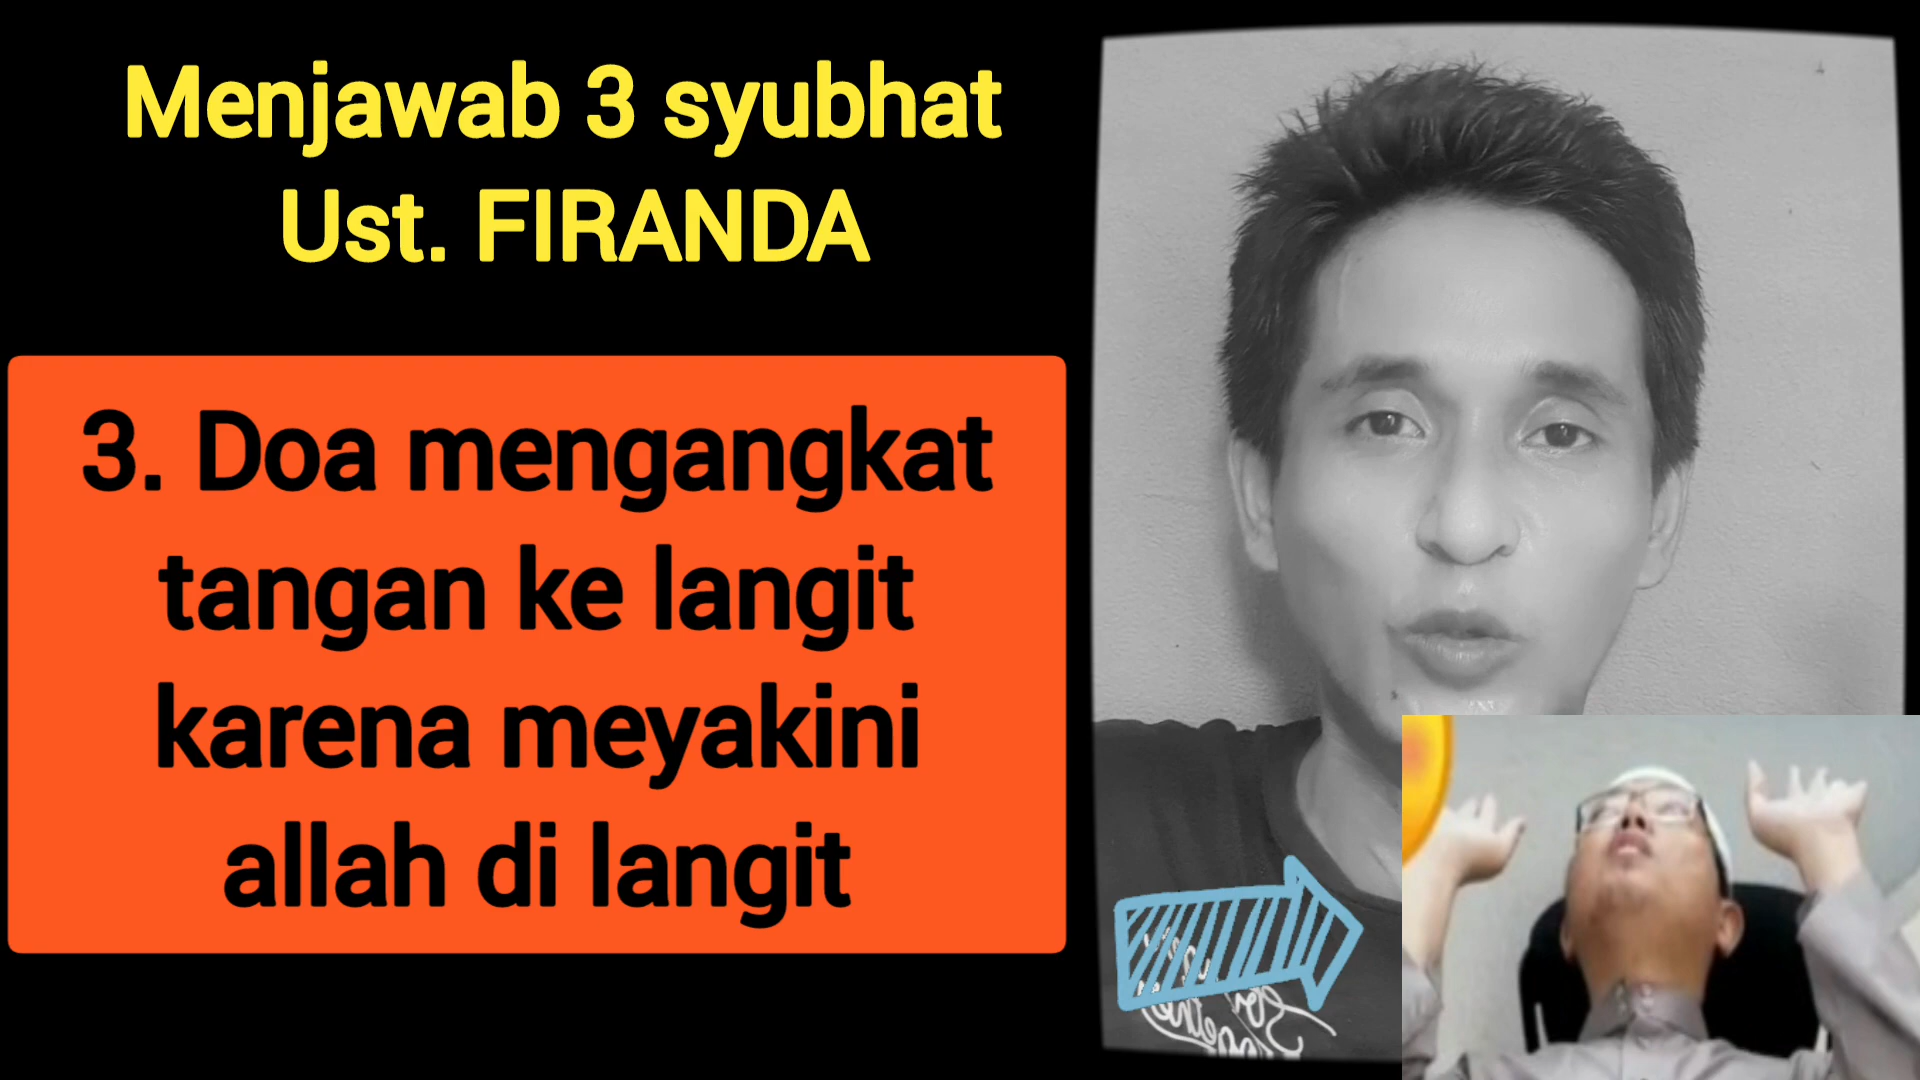 Menjawab 3 syubhat
Ust. FIRANDA
3. Doa mengangkat
tangan ke langit
karena meyakini
allah di langit